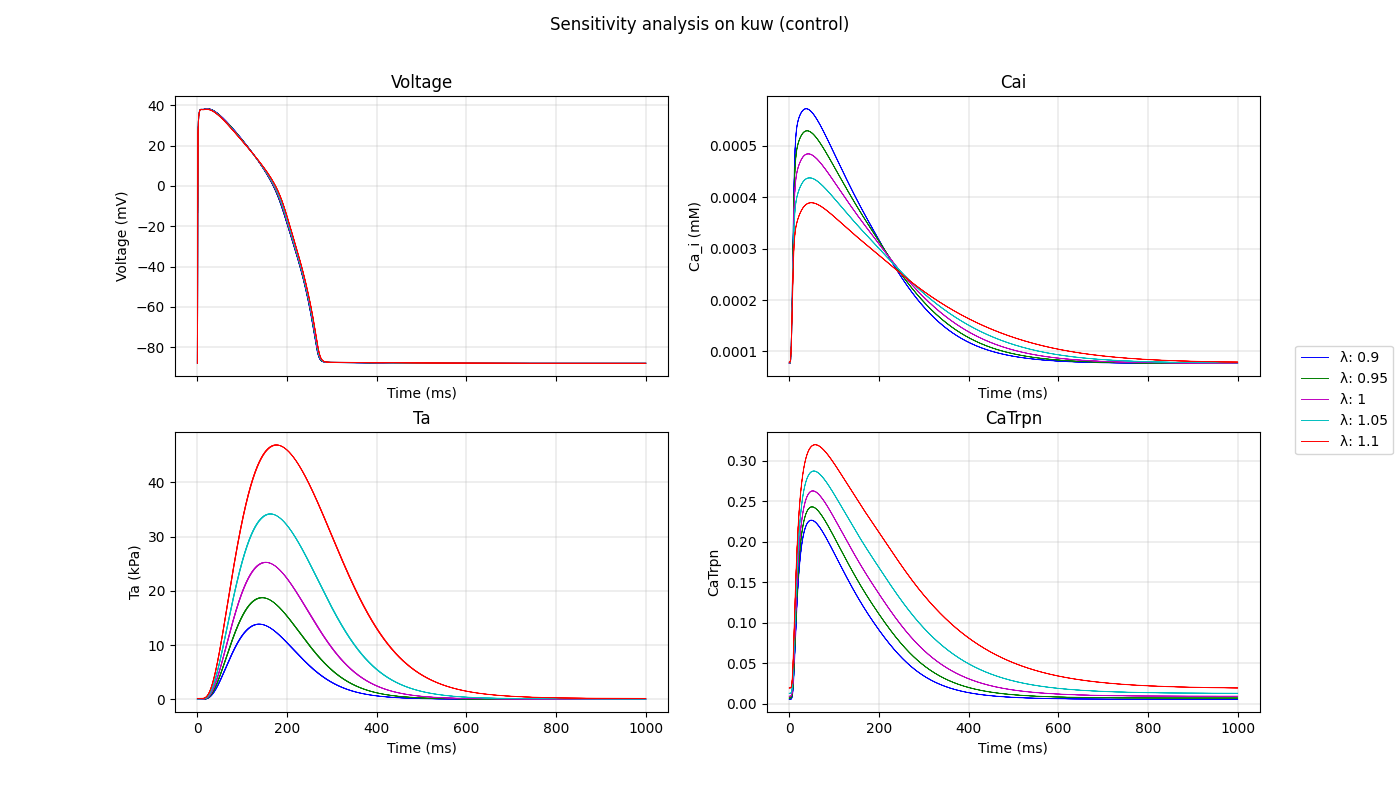 Sensitivity analysis on kuw (control)
Voltage
40
20
0
−20
−40
−60
−80
Voltage (mV)
Time (ms)
Cai
0.0005
0.0004
0.0003
0.0002
0.0001
Ca_i (mM)
Time (ms)
Ta
40
30
20
10
0
Ta (kPa)
0 200 400 600 800 1000
Time (ms)
CaTrpn
0.30
0.25
0.20
0.15
0.10
0.05
0.00
CaTrpn
0 200 400 600 800 1000
Time (ms)
λ: 0.9
λ: 0.95
λ: 1
λ: 1.05
λ: 1.1